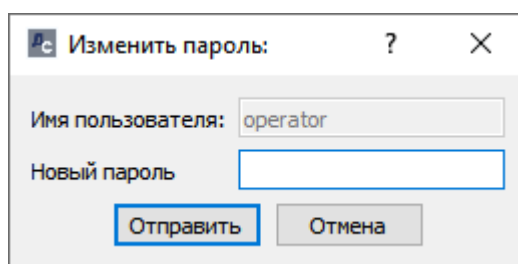 Изменить пароль: ?
Имя пользователя: operator
Новый пароль
Отправить Отмена